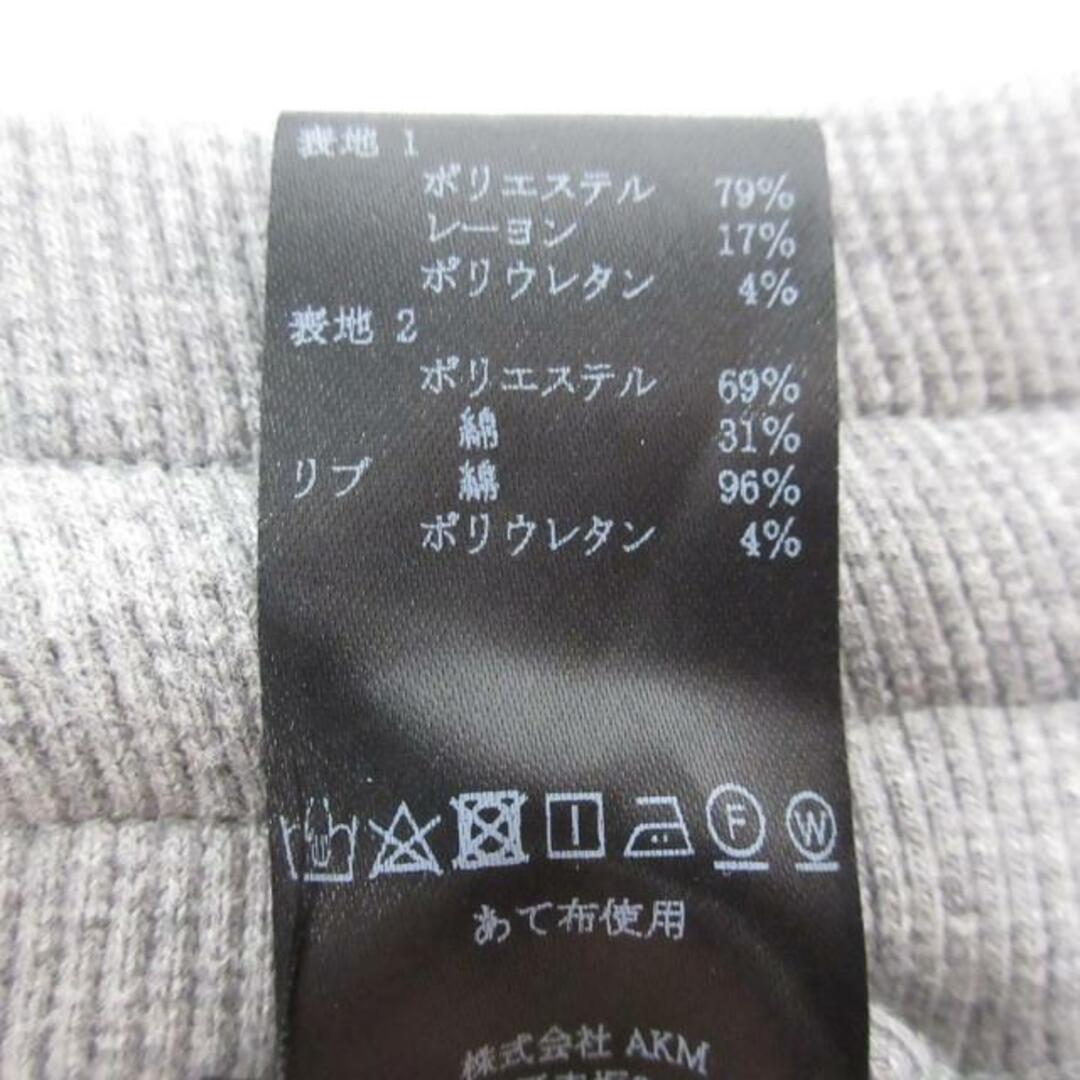 表地 1
ポリエステル 79%
レーヨン 17%
ポリウレタン 4%
表地 2
ポリエステル 69%
綿 31%
リブ 綿 96%
ポリウレタン 4%
F W
あて布使用
株式会社 AKM